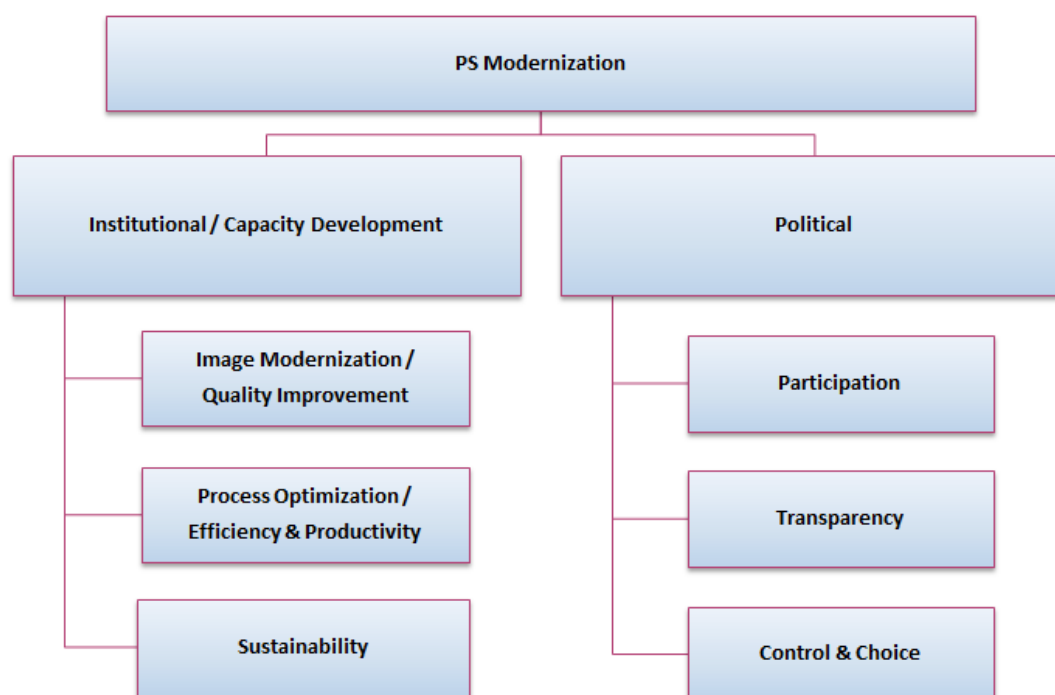 PS Modernization
Institutional / Capacity Development
Political
Image Modernization /
Quality Improvement
Participation
Process Optimization /
Efficiency & Productivity
Transparency
Sustainability
Control & Choice